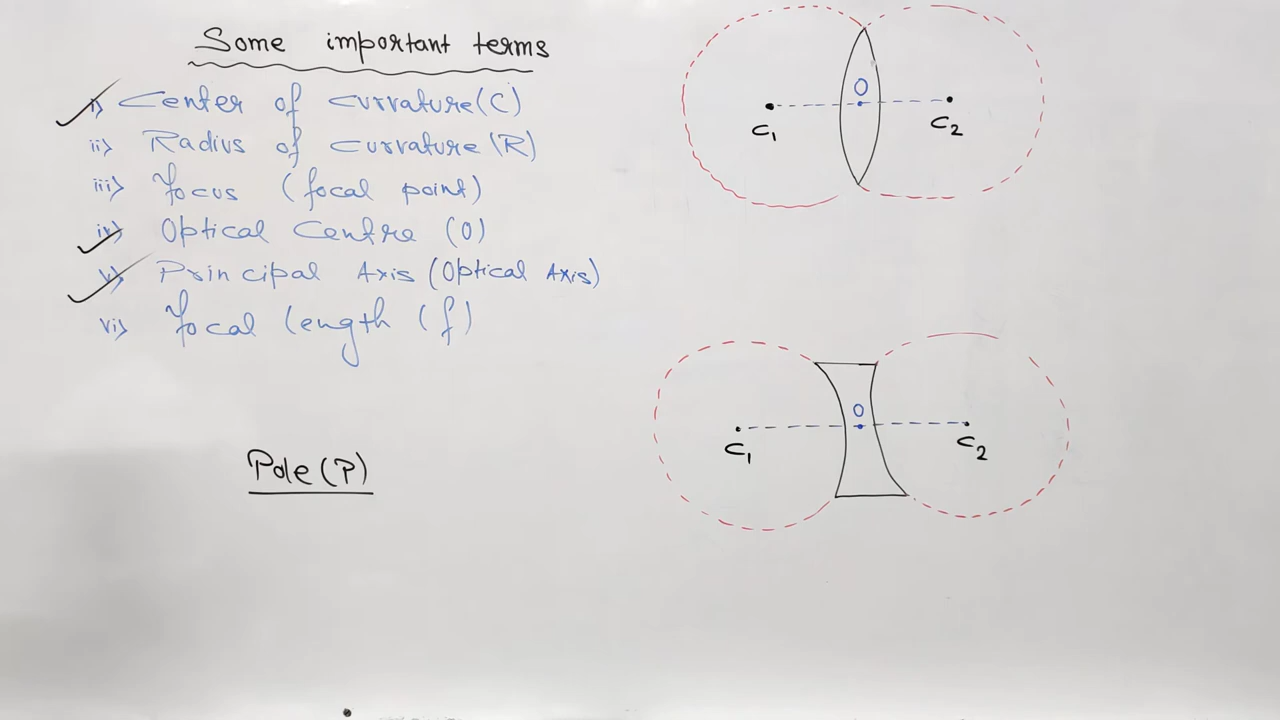 Some important terms
i) Center of curvature (C)
ii) Radius of curvature (R)
iii) Focus (focal point)
iv) Optical Centre (O)
v) Principal Axis (Optical Axis)
vi) Focal length (f)
Pole (P)
O
C1
C2
O
C1
C2